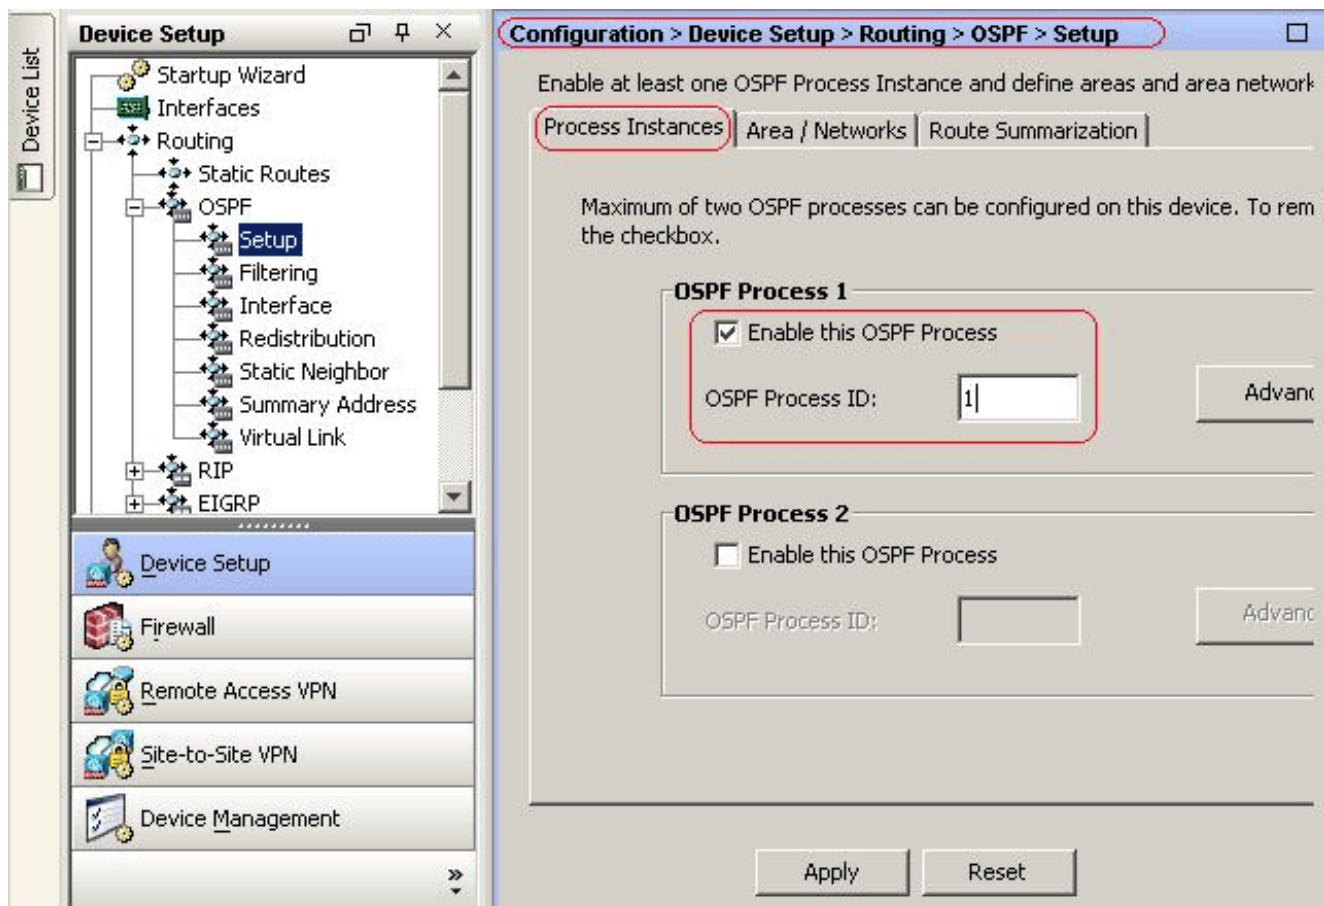 Device List
Device Setup
Startup Wizard
Interfaces
Routing
Static Routes
OSPF
Setup
Filtering
Interface
Redistribution
Static Neighbor
Summary Address
Virtual Link
RIP
EIGRP
Device Setup
Firewall
Remote Access VPN
Site-to-Site VPN
Device Management
Configuration > Device Setup > Routing > OSPF > Setup
Enable at least one OSPF Process Instance and define areas and area network
Process Instances
Area / Networks
Route Summarization
Maximum of two OSPF processes can be configured on this device. To rem
the checkbox.
OSPF Process 1
Enable this OSPF Process
OSPF Process ID:
1
Advanc
OSPF Process 2
Enable this OSPF Process
OSPF Process ID:
Advanc
Apply
Reset